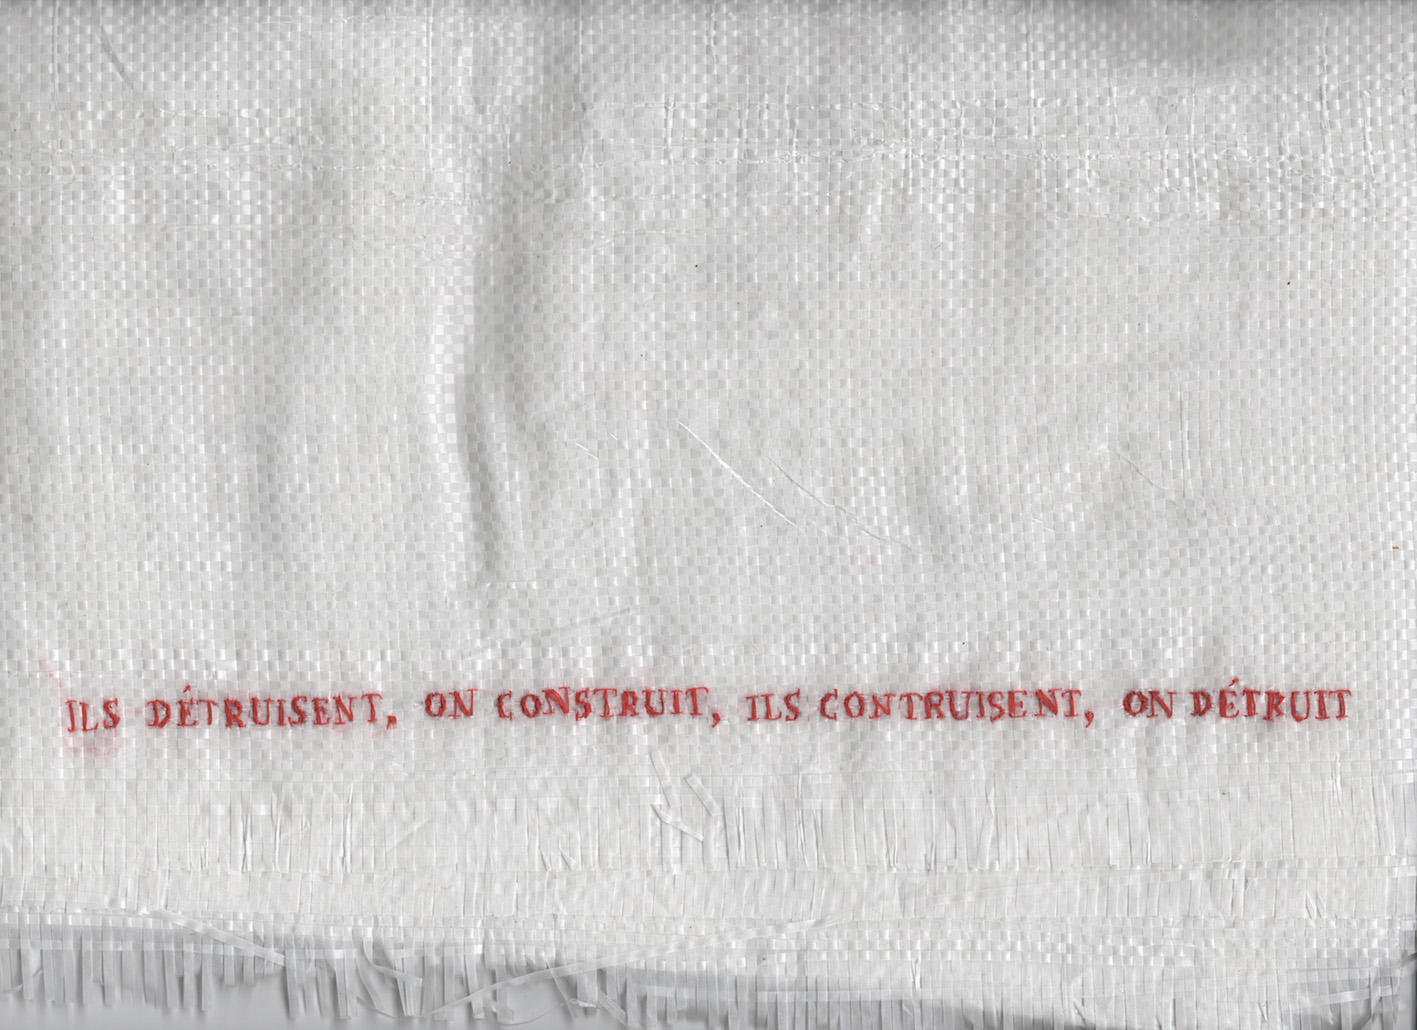 ILS DÉTRUISENT, ON CONSTRUIT, ILS CONTRUISENT, ON DÉTRUIT